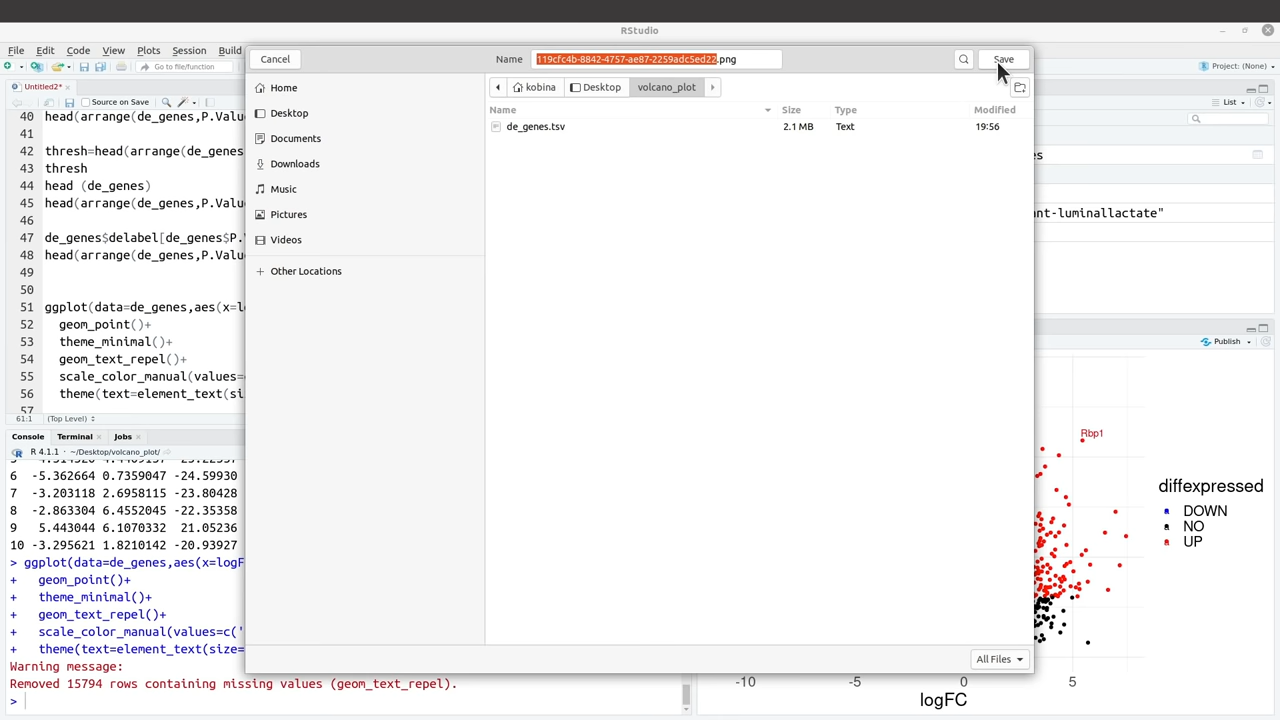 RStudio
File Edit Code View Plots Session Build
Cancel
Name
119cfc4b-8842-4757-ae87-2259adc5ed22.png
Save
Go to file/function
Project: (None)
Untitled2*
Source on Save
List
Home
Desktop
Documents
Downloads
Music
Pictures
Videos
Other Locations
kobina
Desktop
volcano_plot
Name Size Type Modified
de_genes.tsv 2.1 MB Text 19:56
40 head(arrange(de_genes,P.Value
41
42 thresh=head(arrange(de_genes
43 thresh
44 head (de_genes)
45 head(arrange(de_genes,P.Valu
46
47 de_genes$delabel[de_genes$P.V
48 head(arrange(de_genes,P.Valu
49
50
51 ggplot(data=de_genes,aes(x=l
52 geom_point()+
53 theme_minimal()+
54 geom_text_repel()+
55 scale_color_manual(values=
56 theme(text=element_text(si
57
61:1 (Top Level)
es
nt-luminallactate"
Publish
Console Terminal Jobs
R 4.1.1 · ~/Desktop/volcano_plot/
6 -5.362664 0.7359047 -24.59930
7 -3.203118 2.6958115 -23.80428
8 -2.863304 6.4552045 -22.35358
9 5.443044 6.1070332 21.05236
10 -3.295621 1.8210142 -20.93927
> ggplot(data=de_genes,aes(x=logF
+ geom_point()+
+ theme_minimal()+
+ geom_text_repel()+
+ scale_color_manual(values=c('
+ theme(text=element_text(size=
Warning message:
Removed 15794 rows containing missing values (geom_text_repel).
>
All Files
Rbp1
diffexpressed
DOWN
NO
UP
-10 -5 0 5
logFC